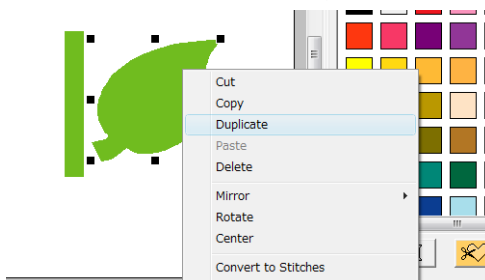 Cut
Copy
Duplicate
Paste
Delete
Mirror
Rotate
Center
Convert to Stitches